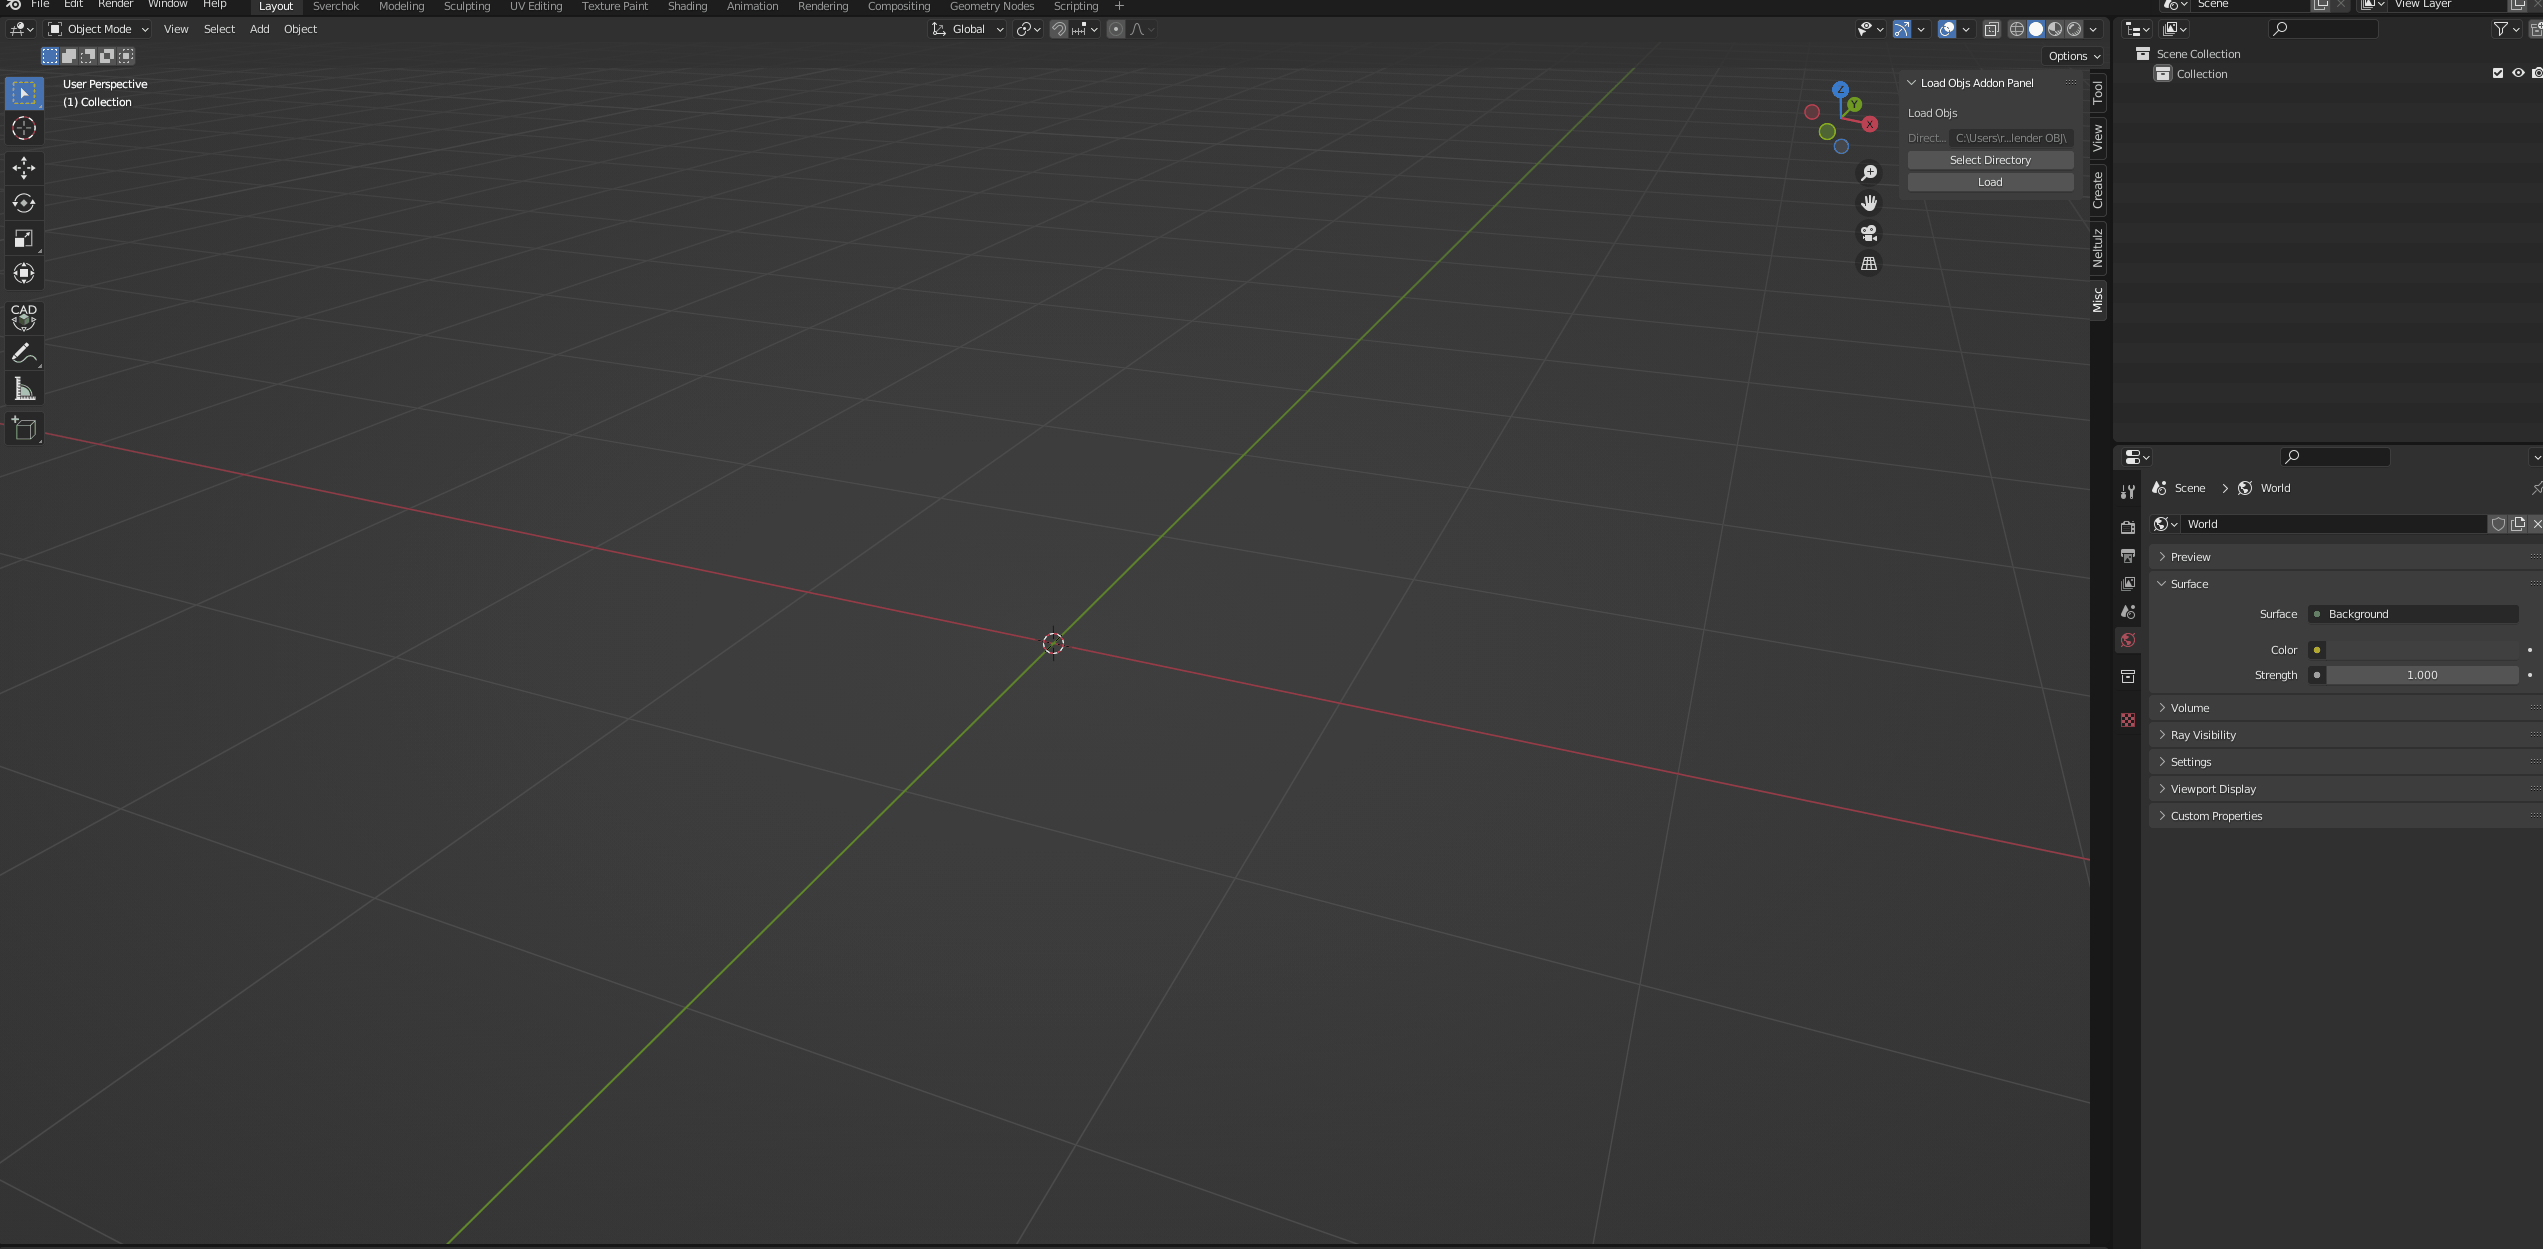 File Edit Render Window Help Layout Sverchok Modeling Sculpting UV Editing Texture Paint Shading Animation Rendering Compositing Geometry Nodes Scripting + Scene View Layer
Object Mode View Select Add Object Global
Options
User Perspective
(1) Collection
Z
Y
X
Load Objs Addon Panel
Load Objs
Direct... C:\Users\r...lender OBJ\
Select Directory
Load
Tool
View
Create
Neltulz
Misc
CAD
Scene Collection
Collection
Scene > World
World
Preview
Surface
Surface Background
Color
Strength 1.000
Volume
Ray Visibility
Settings
Viewport Display
Custom Properties